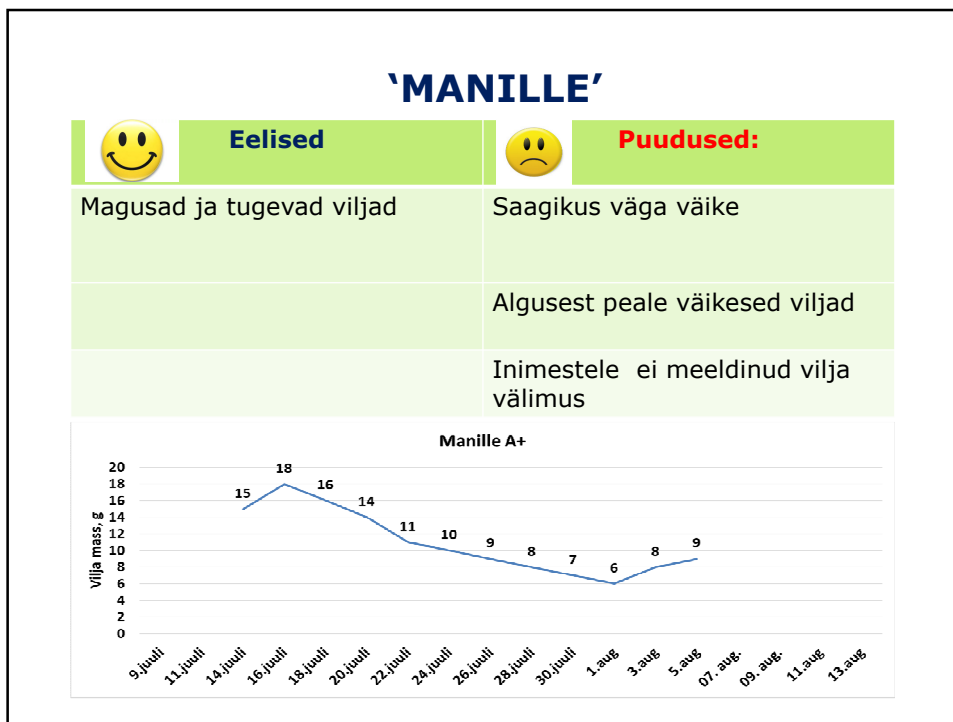 ‘MANILLE’
Eelised
Puudused:
Magusad ja tugevad viljad
Saagikus väga väike
Algusest peale väikesed viljad
Inimestele ei meeldinud vilja
välimus
Manille A+
Vilja mass, g
20
18
16
14
12
10
8
6
4
2
0
15
18
16
14
11
10
9
8
7
6
8
9
9.juuli
11.juuli
14.juuli
16.juuli
18.juuli
20.juuli
22.juuli
24.juuli
26.juuli
28.juuli
30.juuli
1.aug
3.aug
5.aug
07. aug.
09. aug.
11.aug
13.aug